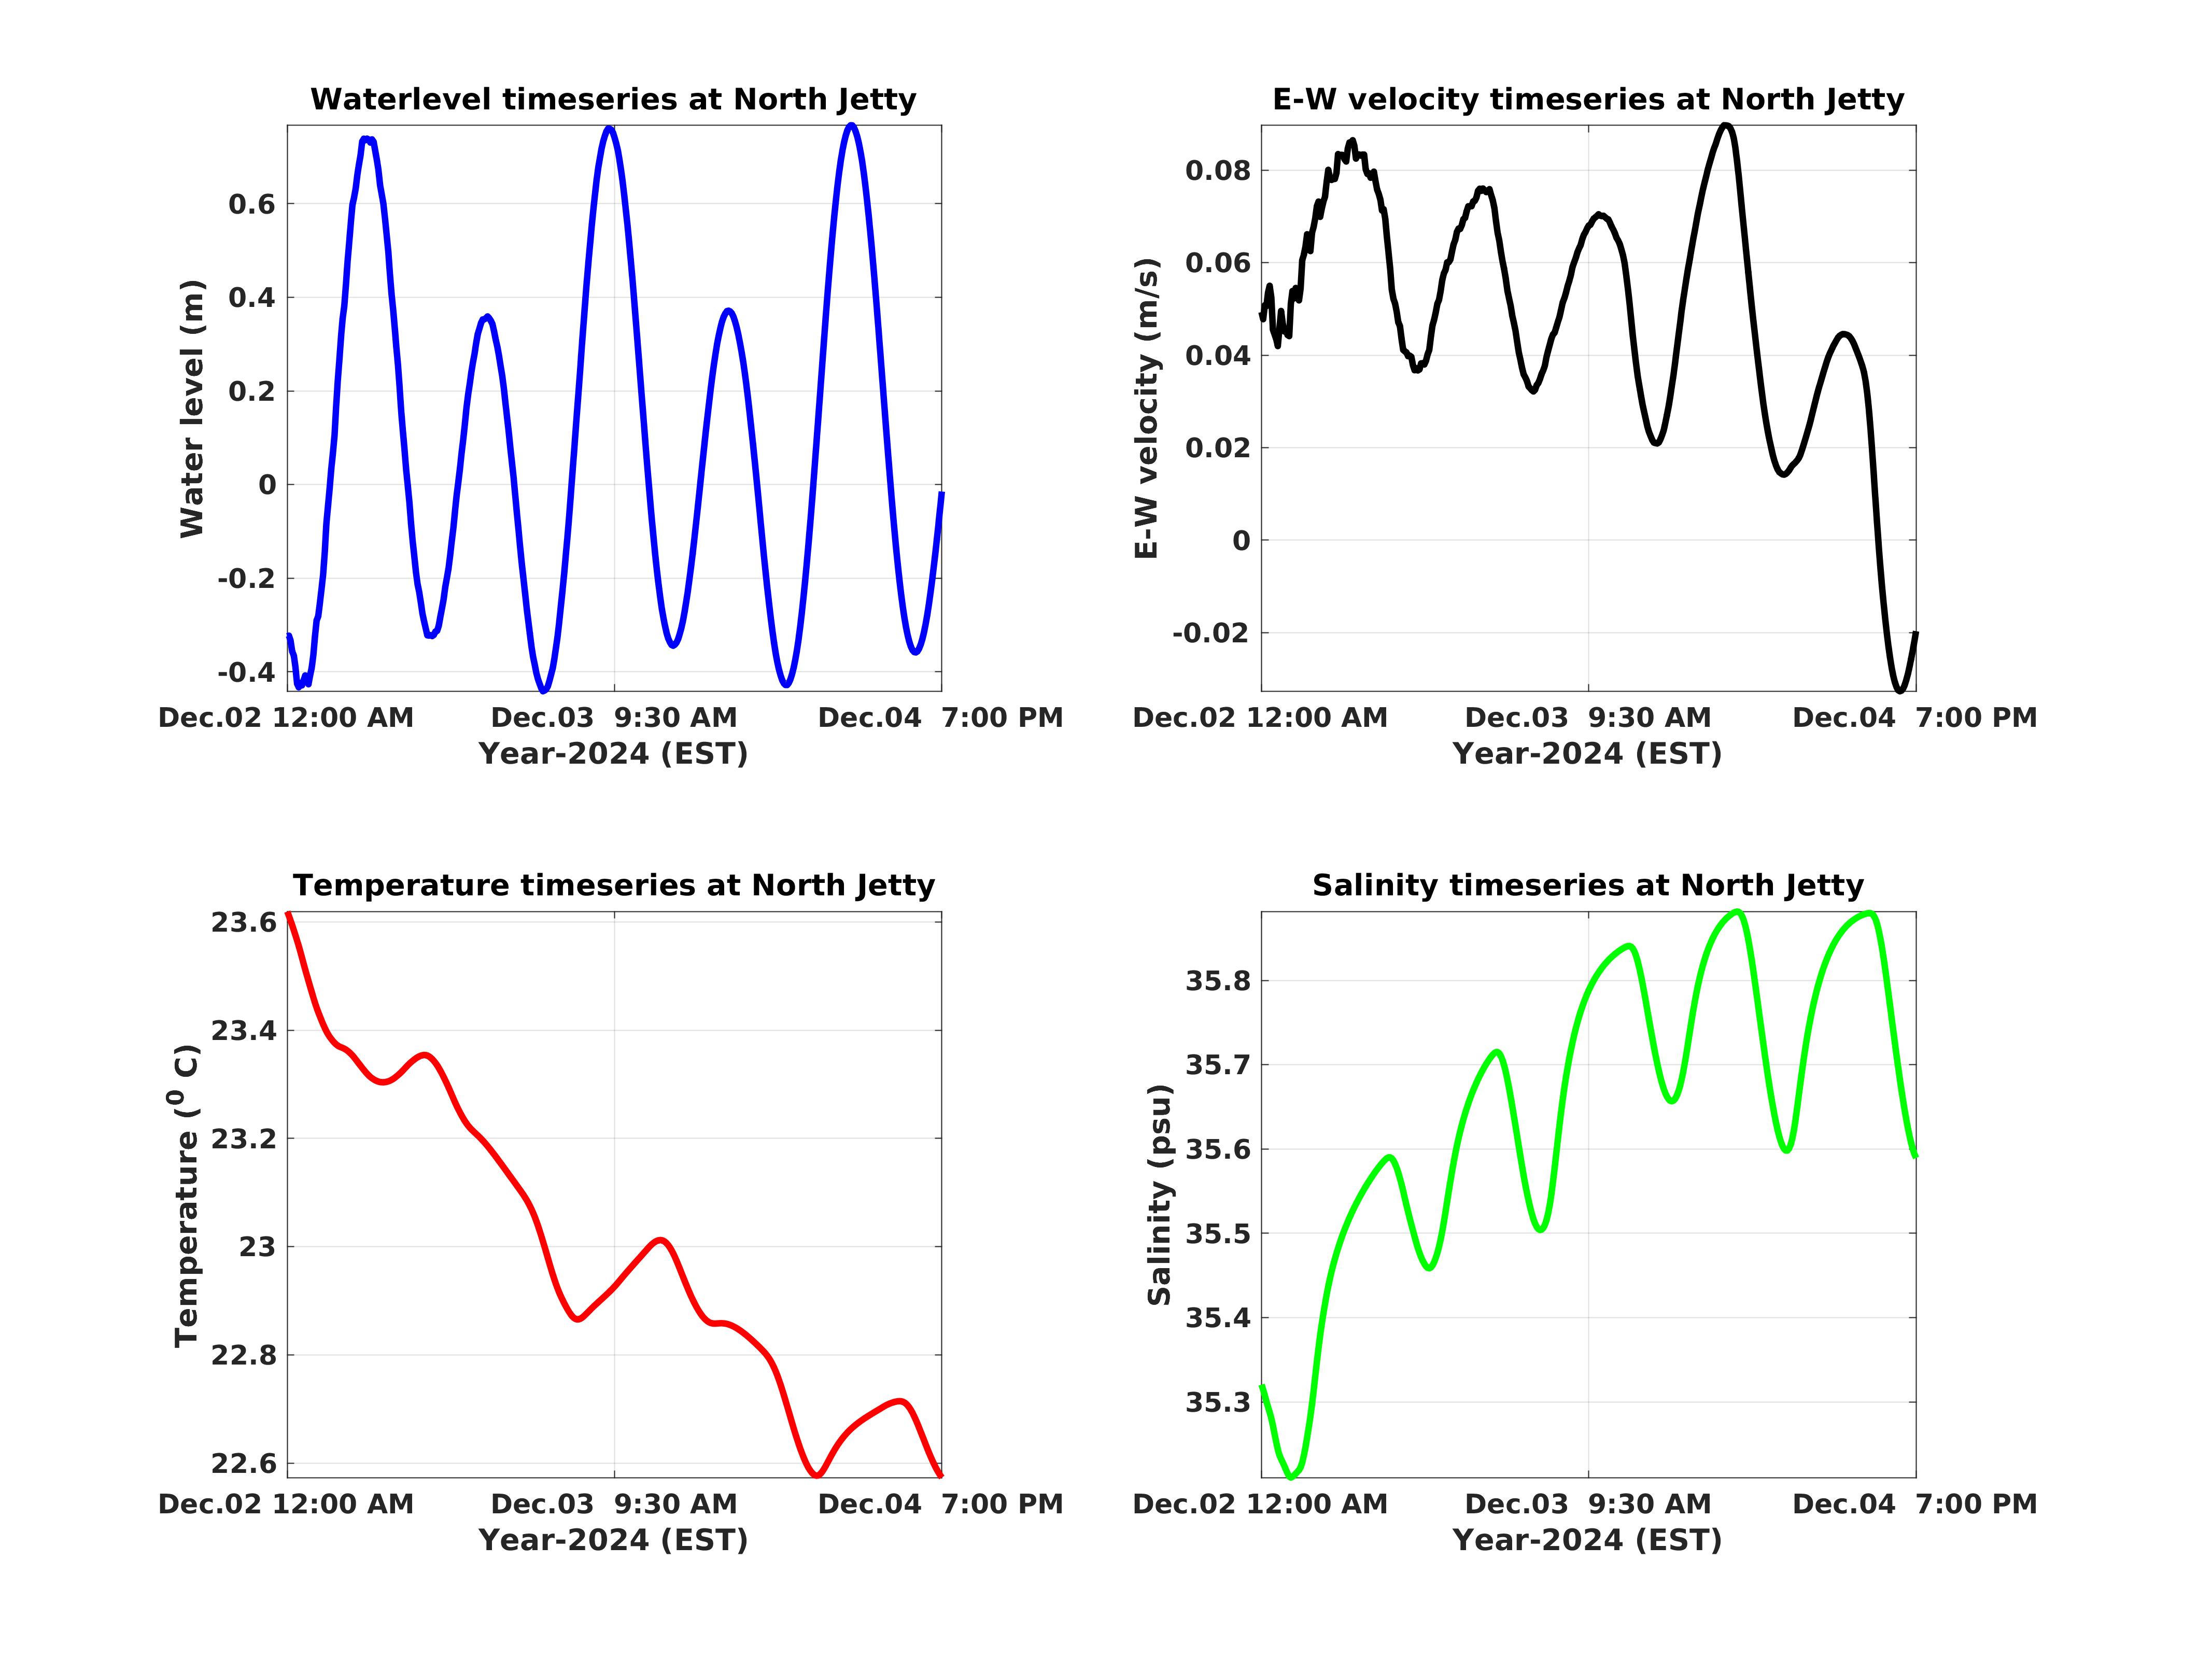 Waterlevel timeseries at North Jetty
Water level (m)
0.6
0.4
0.2
0
-0.2
-0.4
Dec.02 12:00 AM
Dec.03 9:30 AM
Dec.04 7:00 PM
Year-2024 (EST)
E-W velocity timeseries at North Jetty
E-W velocity (m/s)
0.08
0.06
0.04
0.02
0
-0.02
Dec.02 12:00 AM
Dec.03 9:30 AM
Dec.04 7:00 PM
Year-2024 (EST)
Temperature timeseries at North Jetty
Temperature (⁰ C)
23.6
23.4
23.2
23
22.8
22.6
Dec.02 12:00 AM
Dec.03 9:30 AM
Dec.04 7:00 PM
Year-2024 (EST)
Salinity timeseries at North Jetty
Salinity (psu)
35.8
35.7
35.6
35.5
35.4
35.3
Dec.02 12:00 AM
Dec.03 9:30 AM
Dec.04 7:00 PM
Year-2024 (EST)